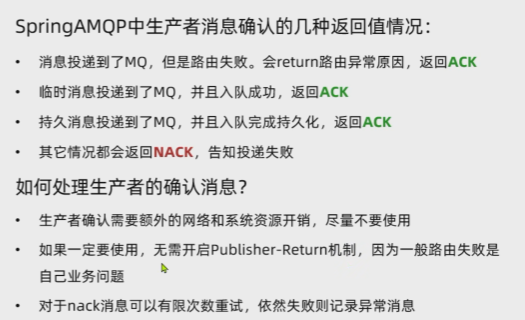 SpringAMQP中生产者消息确认的几种返回值情况：
• 消息投递到了MQ，但是路由失败。会return路由异常原因，返回ACK
• 临时消息投递到了MQ，并且入队成功，返回ACK
• 持久消息投递到了MQ，并且入队完成持久化，返回ACK
• 其它情况都会返回NACK，告知投递失败
如何处理生产者的确认消息？
• 生产者确认需要额外的网络和系统资源开销，尽量不要使用
• 如果一定要使用，无需开启Publisher-Return机制，因为一般路由失败是
自己业务问题
• 对于nack消息可以有限次数重试，依然失败则记录异常消息